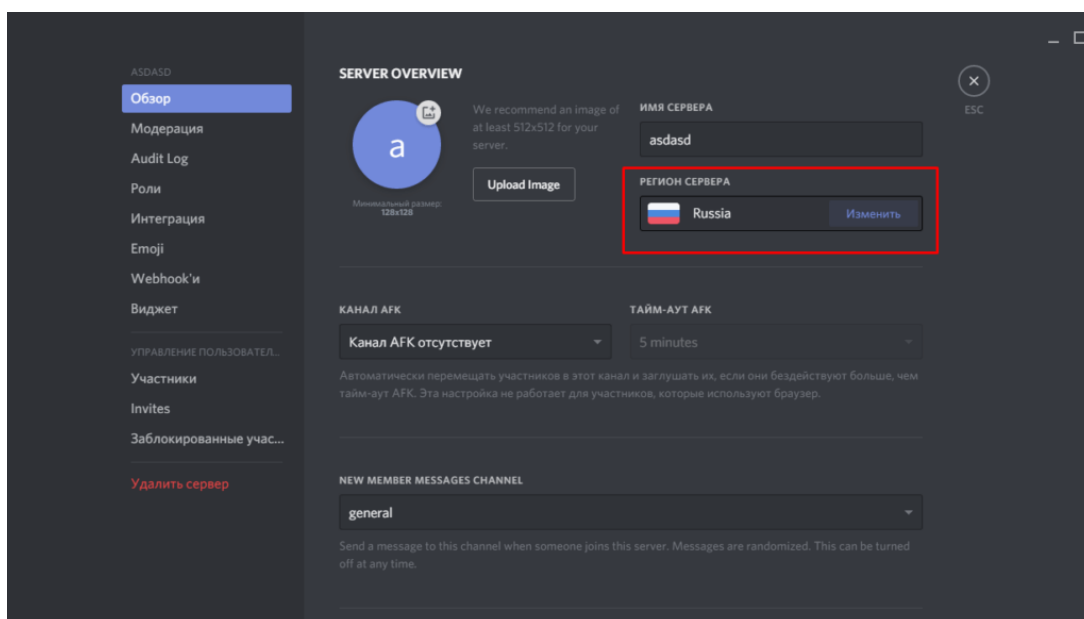 ASDASD
Обзор
Модерация
Audit Log
Роли
Интеграция
Emoji
Webhook'и
Виджет
УПРАВЛЕНИЕ ПОЛЬЗОВАТЕЛ...
Участники
Invites
Заблокированные учас...
Удалить сервер
SERVER OVERVIEW
a
Минимальный размер:
128x128
We recommend an image of
at least 512x512 for your
server.
Upload Image
ИМЯ СЕРВЕРА
asdasd
РЕГИОН СЕРВЕРА
Russia
Изменить
ESC
КАНАЛ AFK
Канал AFK отсутствует
ТАЙМ-АУТ AFK
5 minutes
Автоматически перемещать участников в этот канал и заглушать их, если они бездействуют больше, чем
тайм-аут AFK. Эта настройка не работает для участников, которые используют браузер.
NEW MEMBER MESSAGES CHANNEL
general
Send a message to this channel when someone joins this server. Messages are randomized. This can be turned
off at any time.